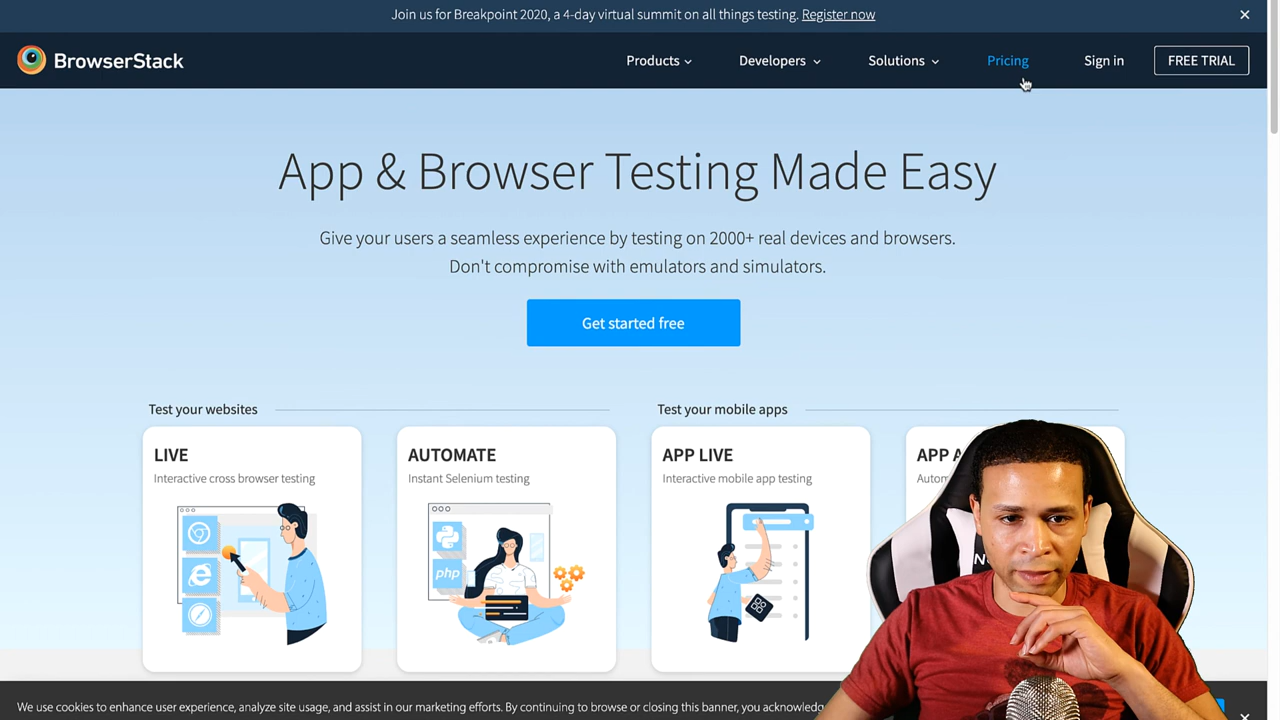 Join us for Breakpoint 2020, a 4-day virtual summit on all things testing. Register now
BrowserStack
Products
Developers
Solutions
Pricing
Sign in
FREE TRIAL
App & Browser Testing Made Easy
Give your users a seamless experience by testing on 2000+ real devices and browsers.
Don't compromise with emulators and simulators.
Get started free
Test your websites
Test your mobile apps
LIVE
Interactive cross browser testing
AUTOMATE
Instant Selenium testing
php
APP LIVE
Interactive mobile app testing
APP
We use cookies to enhance user experience, analyze site usage, and assist in our marketing efforts. By continuing to browse or closing this banner, you